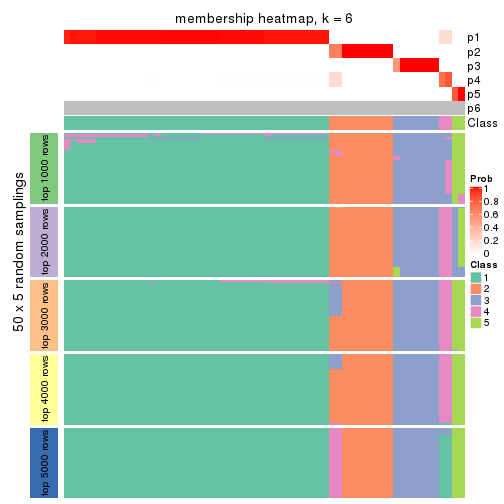 membership heatmap, k = 6
p1
p2
p3
p4
p5
p6
Class
50 x 5 random samplings
top 1000 rows
top 2000 rows
top 3000 rows
top 4000 rows
top 5000 rows
Prob
1
0.8
0.6
0.4
0.2
0
Class
1
2
3
4
5